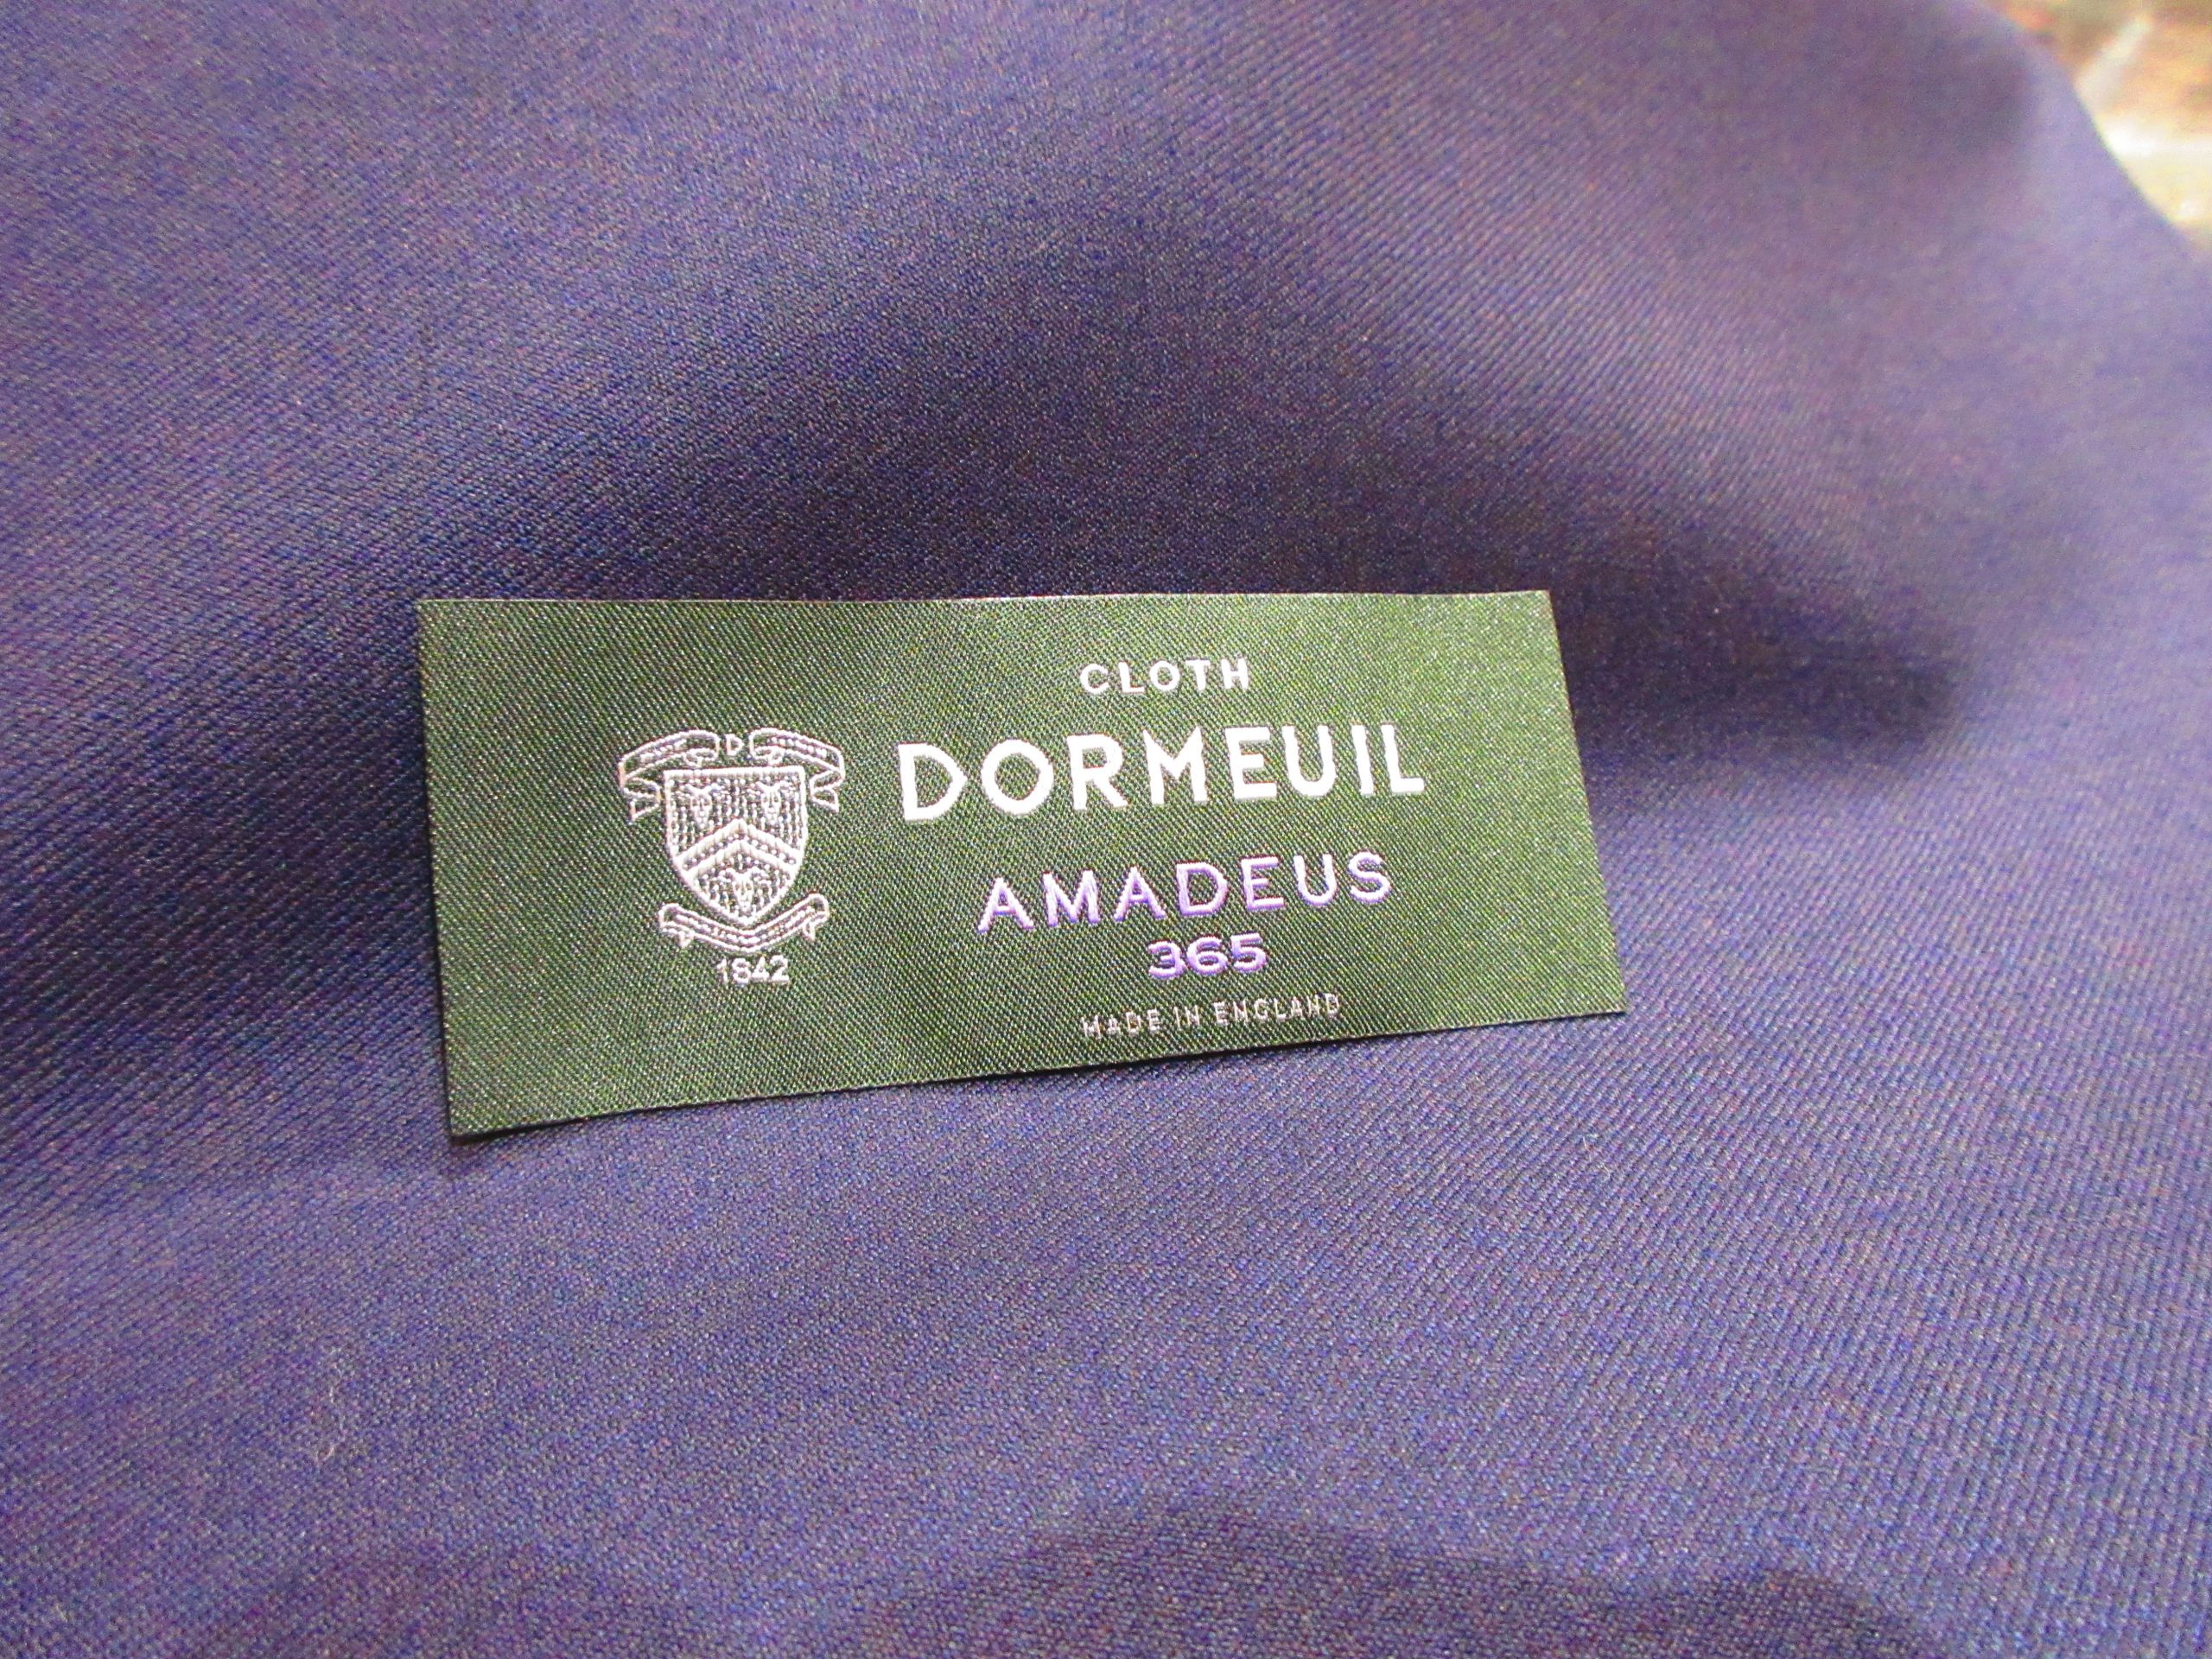 CLOTH
DORMEUIL
AMADEUS
365
MADE IN ENGLAND
D
1842